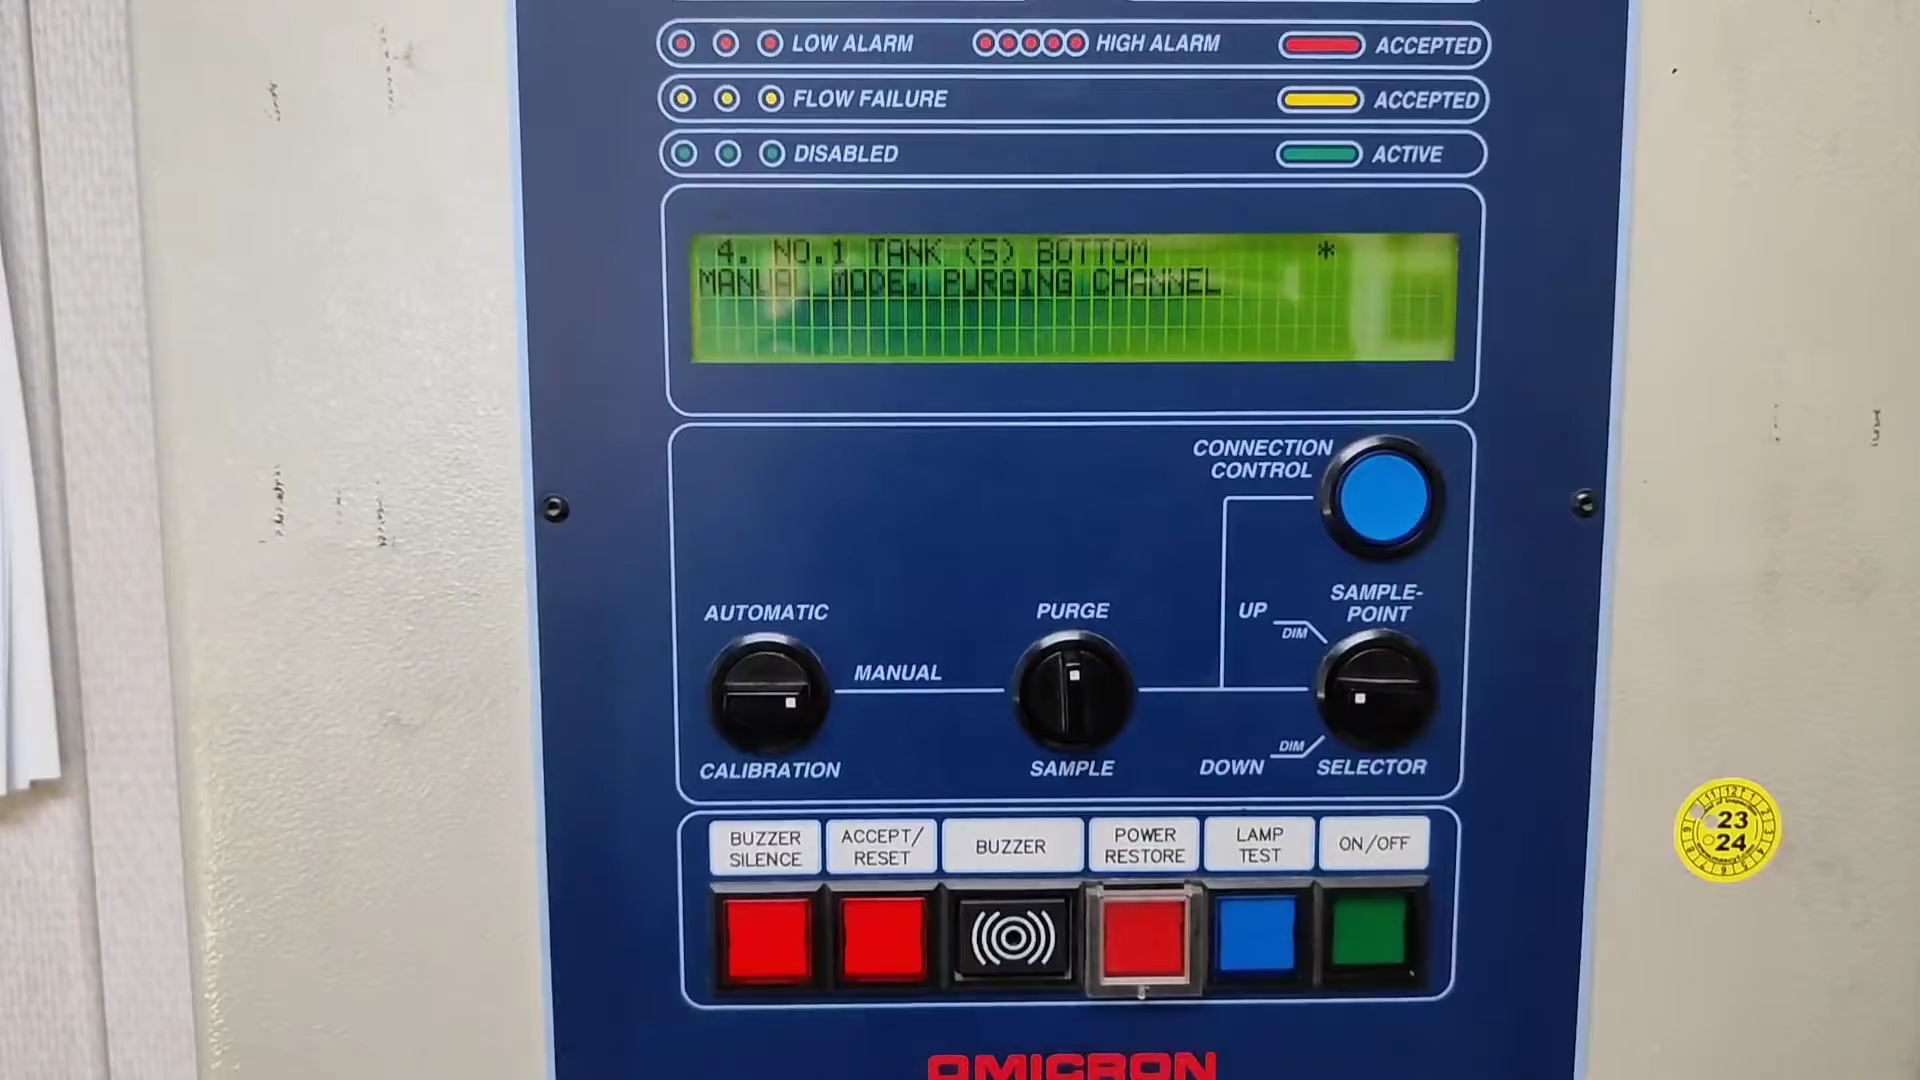 LOW ALARM HIGH ALARM ACCEPTED
FLOW FAILURE ACCEPTED
DISABLED ACTIVE
4. NO.1 TANK (S) BOTTOM *
MANUAL MODE, PURGING CHANNEL
CONNECTION
CONTROL
SAMPLE-
POINT
UP
DIM
AUTOMATIC
PURGE
MANUAL
DIM
DOWN
SELECTOR
CALIBRATION
SAMPLE
BUZZER
SILENCE
ACCEPT/
RESET
BUZZER
POWER
RESTORE
LAMP
TEST
ON/OFF
23
24
OMICRON